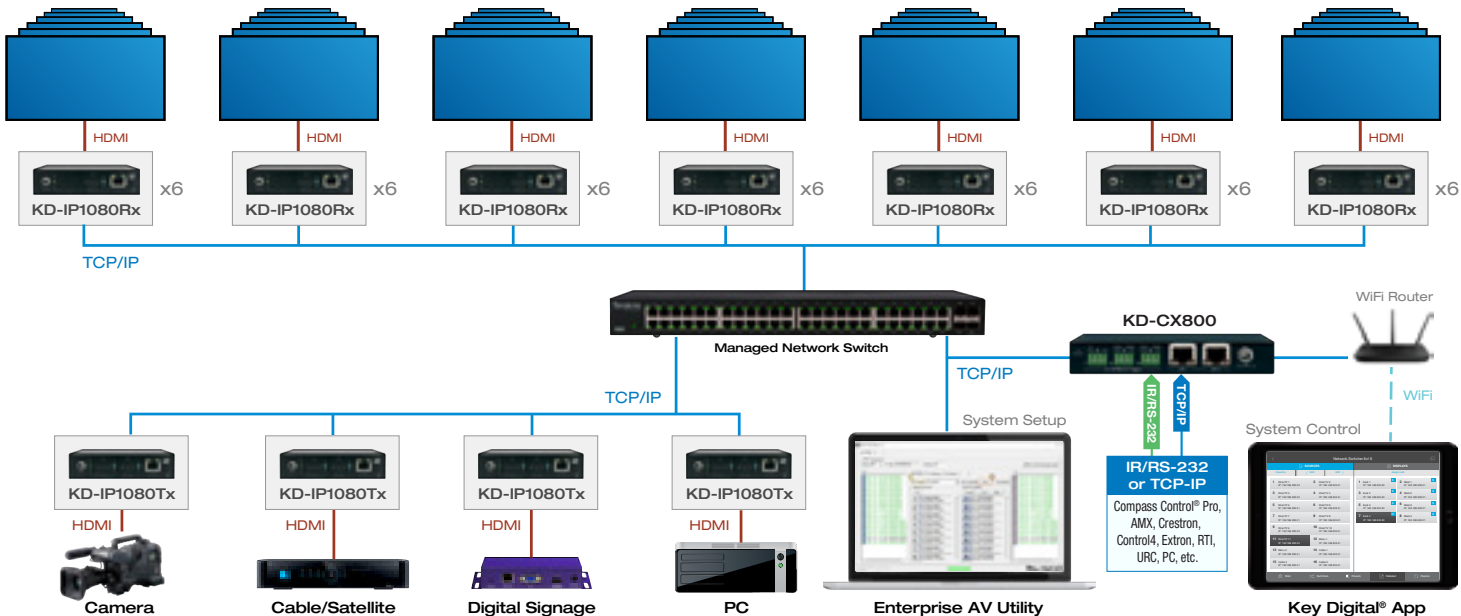 HDMI
HDMI
HDMI
HDMI
HDMI
HDMI
HDMI
x6
x6
x6
x6
x6
x6
x6
KD-IP1080Rx
KD-IP1080Rx
KD-IP1080Rx
KD-IP1080Rx
KD-IP1080Rx
KD-IP1080Rx
KD-IP1080Rx
TCP/IP
Managed Network Switch
KD-CX800
WiFi Router
TCP/IP
TCP/IP
IR/RS-232
TCP/IP
WiFi
System Setup
System Control
KD-IP1080Tx
KD-IP1080Tx
KD-IP1080Tx
KD-IP1080Tx
HDMI
HDMI
HDMI
HDMI
IR/RS-232
or TCP-IP
Compass Control® Pro,
AMX, Crestron,
Control4, Extron, RTI,
URC, PC, etc.
Camera
Cable/Satellite
Digital Signage
PC
Enterprise AV Utility
Key Digital® App